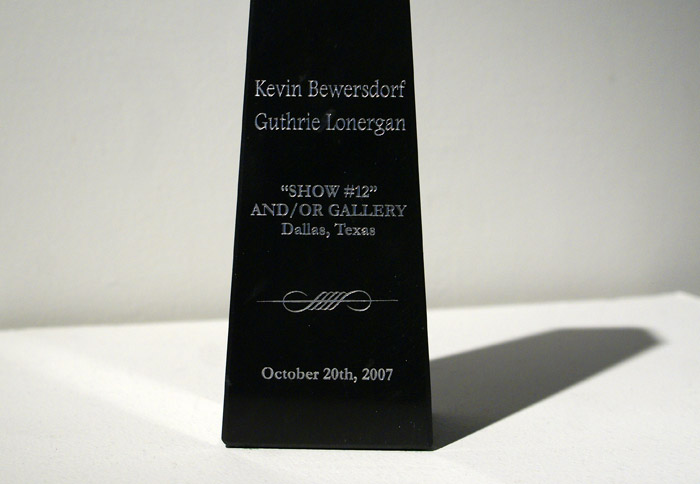 Kevin Bewersdorf
Guthrie Lonergan
“SHOW #12”
AND/OR GALLERY
Dallas, Texas
October 20th, 2007